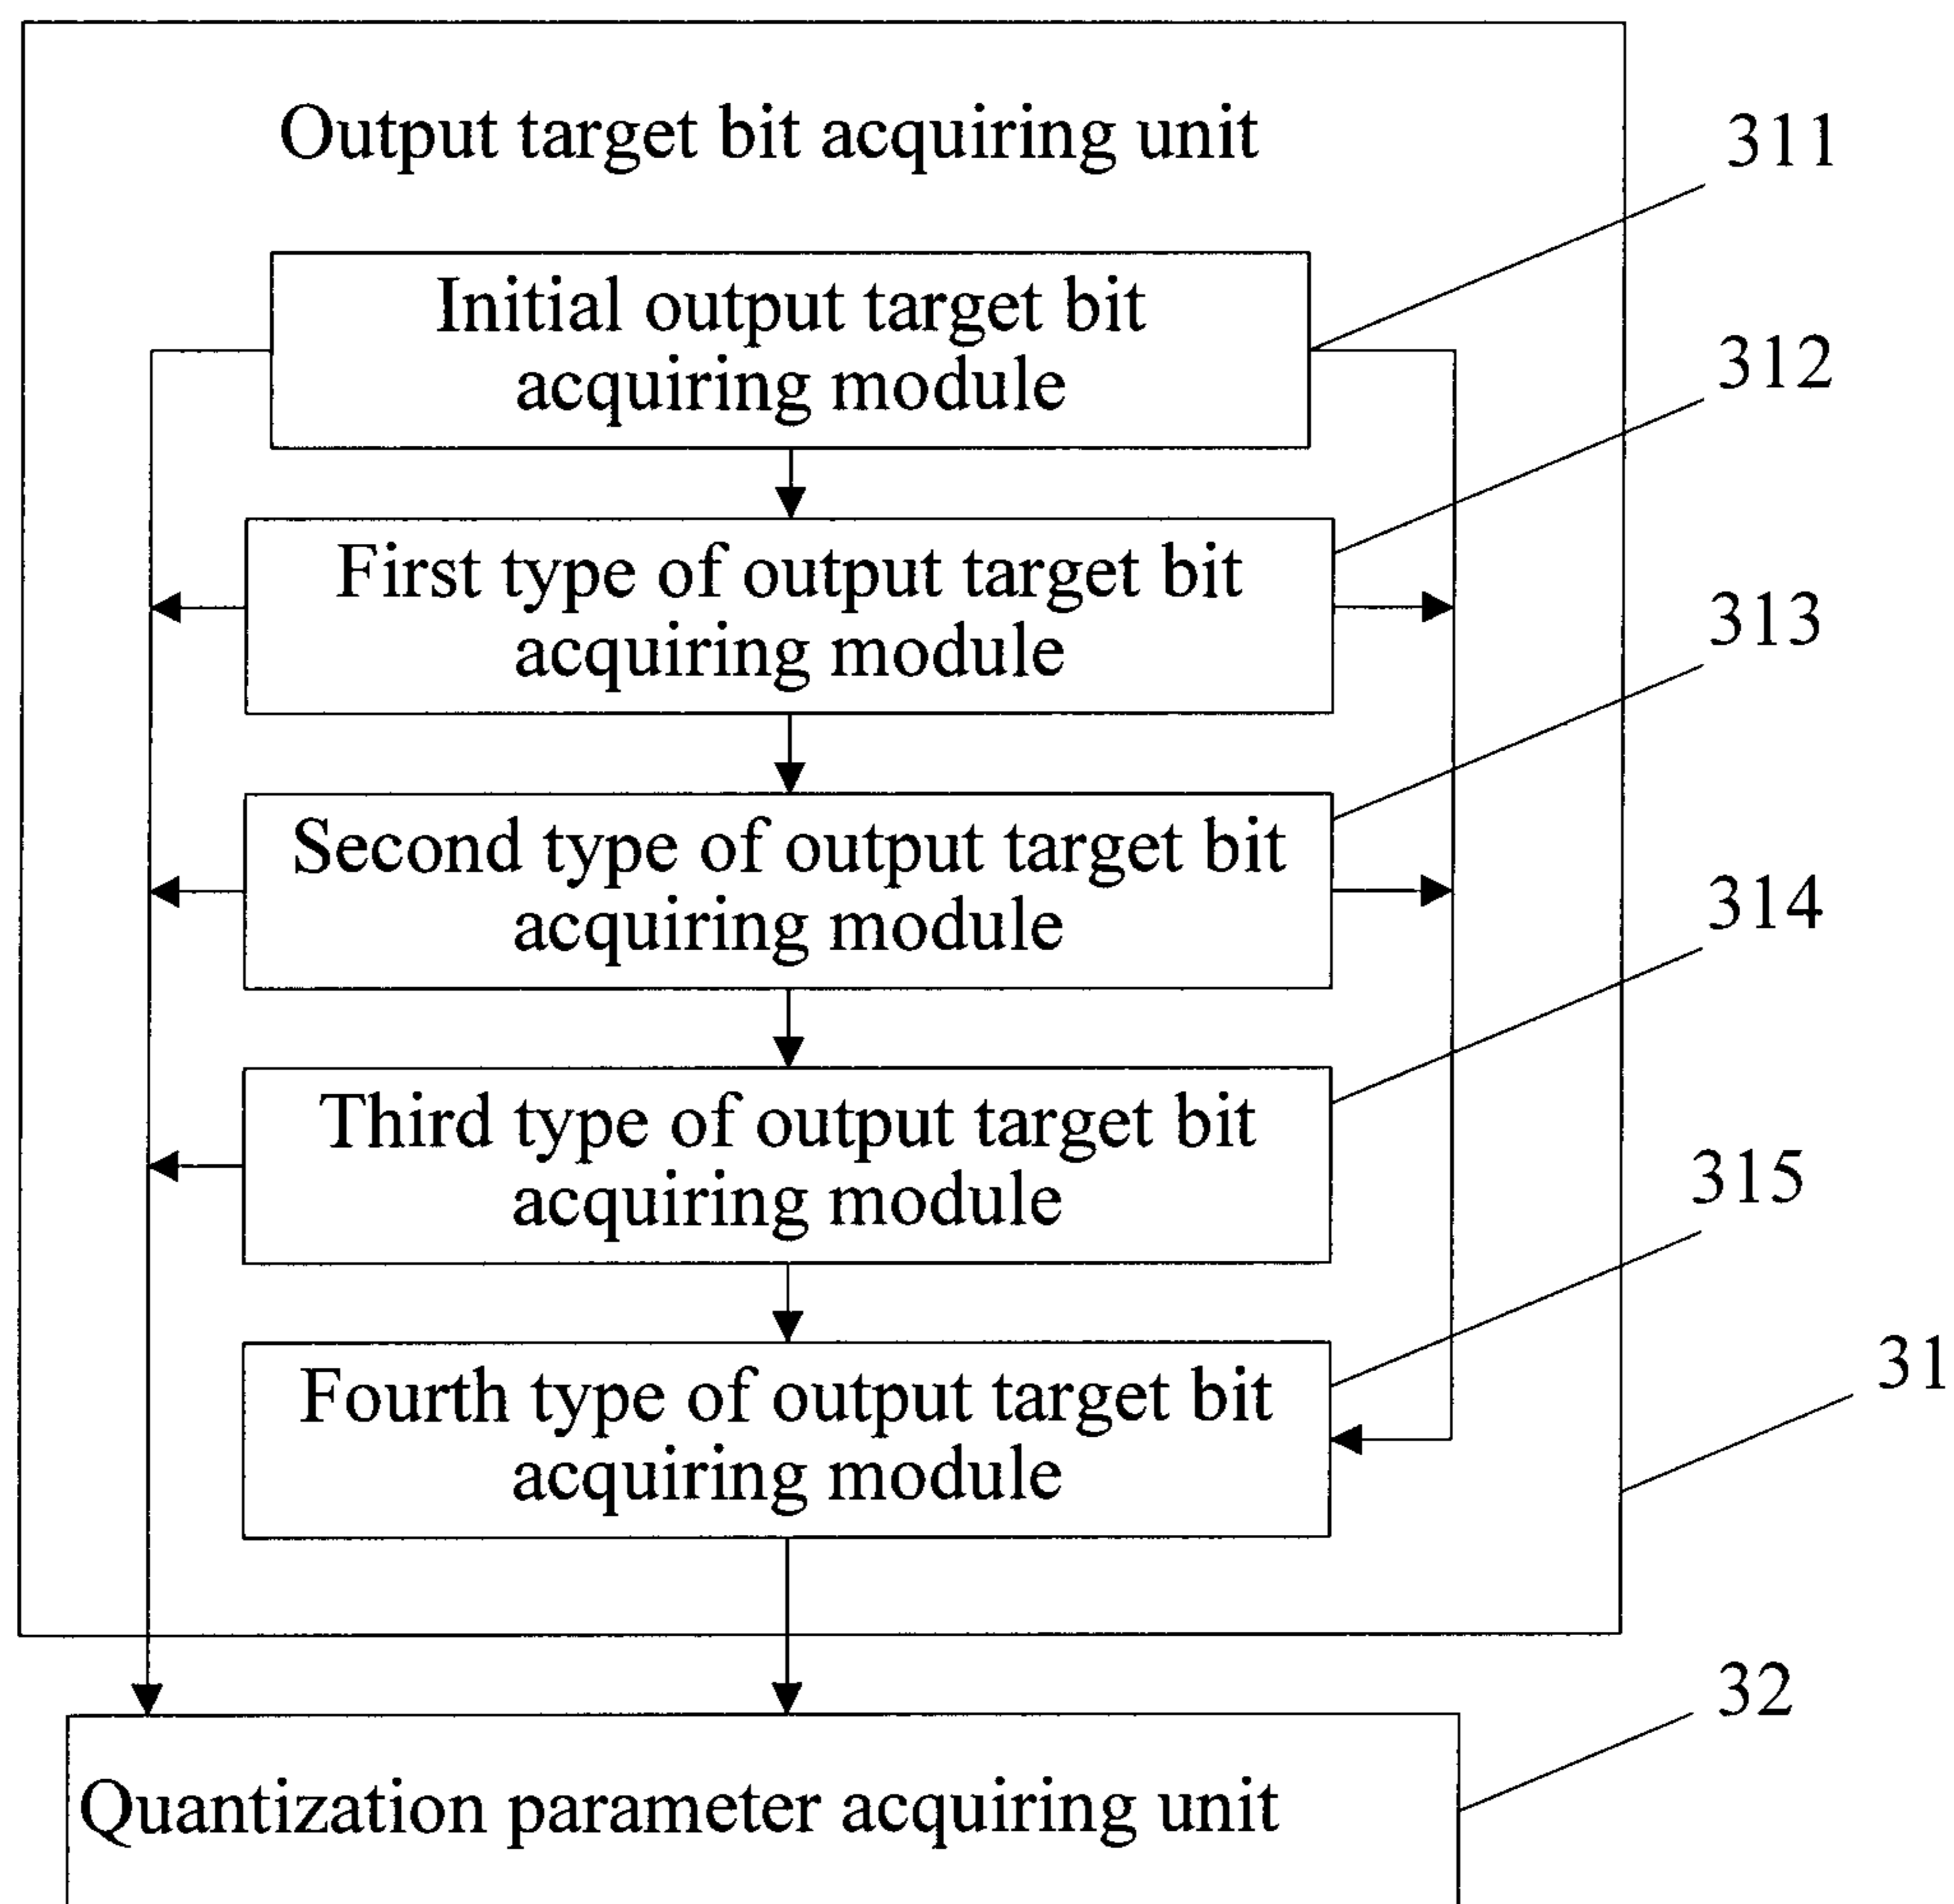 Output target bit acquiring unit
311
Initial output target bit
acquiring module
312
First type of output target bit
acquiring module
313
Second type of output target bit
acquiring module
314
Third type of output target bit
acquiring module
315
Fourth type of output target bit
acquiring module
31
32
Quantization parameter acquiring unit